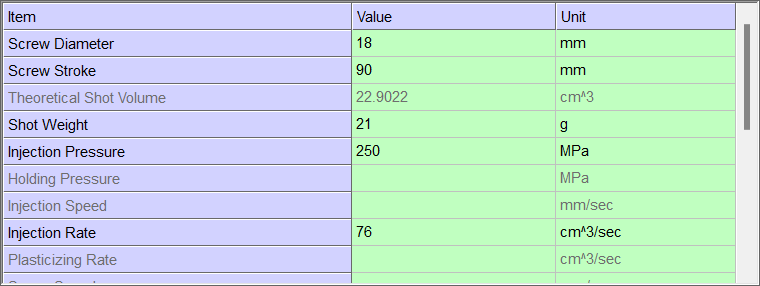 Item Value Unit
Screw Diameter 18 mm
Screw Stroke 90 mm
Theoretical Shot Volume 22.9022 cm^3
Shot Weight 21 g
Injection Pressure 250 MPa
Holding Pressure MPa
Injection Speed mm/sec
Injection Rate 76 cm^3/sec
Plasticizing Rate cm^3/sec